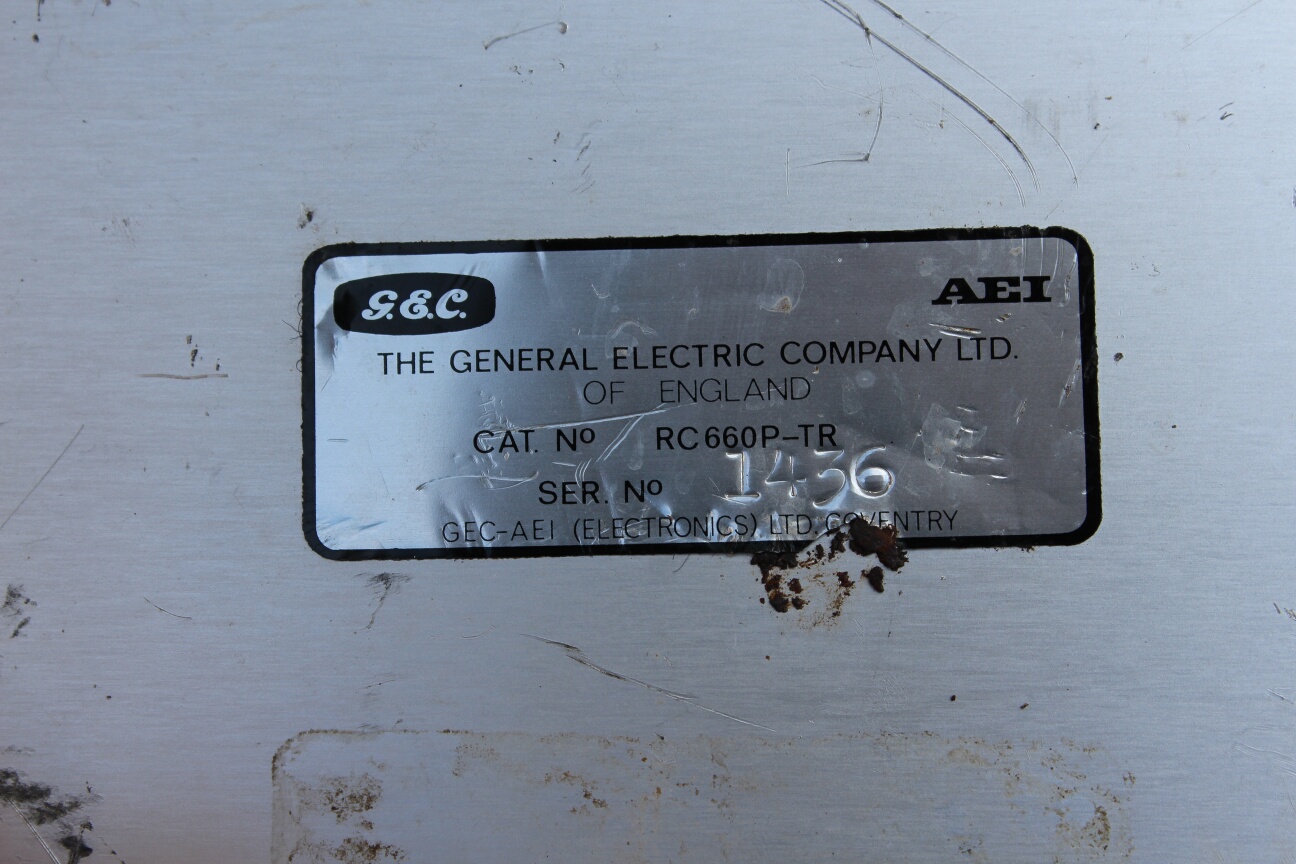 G.E.C. AEI
THE GENERAL ELECTRIC COMPANY LTD.
OF ENGLAND
CAT. Nº RC660P-TR
SER. Nº 1436
GEC-AEI (ELECTRONICS) LTD. COVENTRY